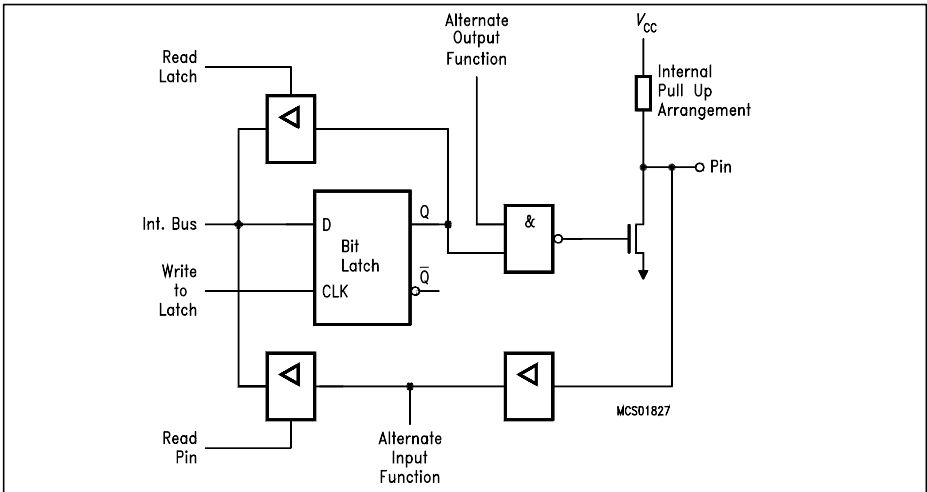 Alternate
Output
Function
VCC
Read
Latch
Internal
Pull Up
Arrangement
Pin
Int. Bus
D
Q
Bit
Latch
&
Write
to
Latch
CLK
Q̅
MCS01827
Read
Pin
Alternate
Input
Function